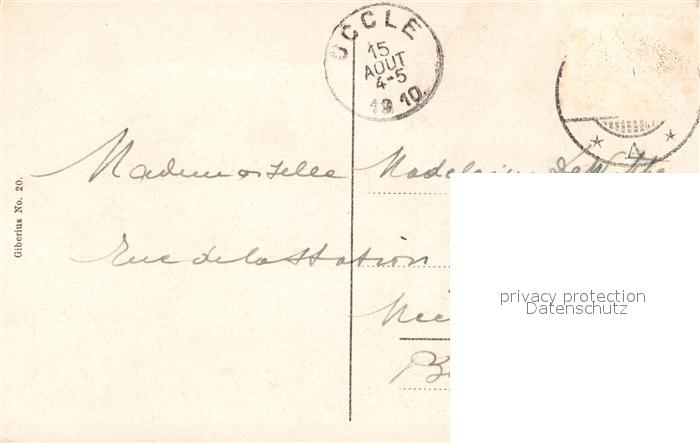 UCCLE
15
AOUT
4-5
1910
A
Mademoiselle Madeleine
Rue de la Station
Giberius No. 20.
privacy protection
Datenschutz